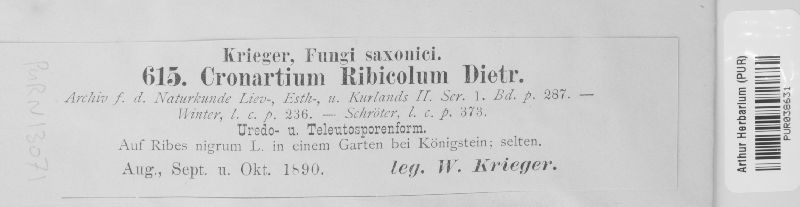 Krieger, Fungi saxonici.
615. Cronartium Ribicolum Dietr.
Archiv f. d. Naturkunde Liev-, Esth-, u. Kurlands II. Ser. 1. Bd. p. 287. —
Winter, l. c. p. 236. — Schröter, l. c. p. 373.
Uredo- u. Teleutosporenform.
Auf Ribes nigrum L. in einem Garten bei Königstein; selten.
Aug., Sept. u. Okt. 1890. leg. W. Krieger.
PUR N13071
Arthur Herbarium (PUR)
PUR038631